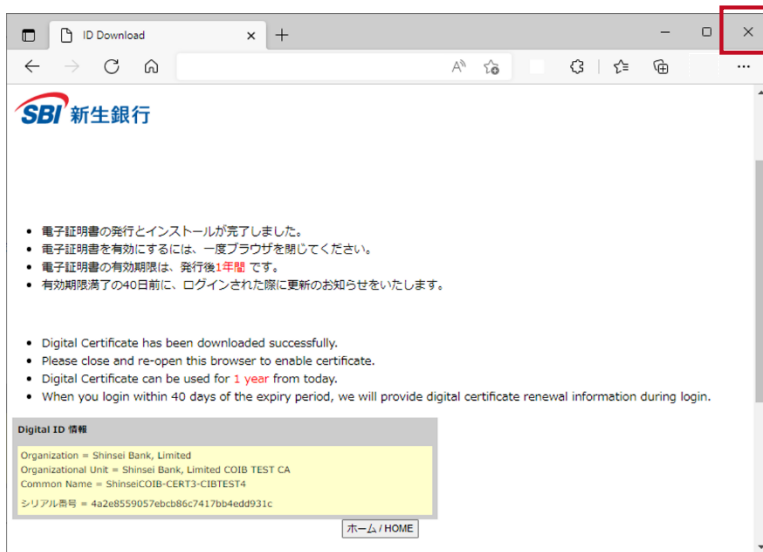 ID Download
SBI 新生銀行
• 電子証明書の発行とインストールが完了しました。
• 電子証明書を有効にするには、一度ブラウザを閉じてください。
• 電子証明書の有効期限は、発行後1年間 です。
• 有効期限満了の40日前に、ログインされた際に更新のお知らせをいたします。
• Digital Certificate has been downloaded successfully.
• Please close and re-open this browser to enable certificate.
• Digital Certificate can be used for 1 year from today.
• When you login within 40 days of the expiry period, we will provide digital certificate renewal information during login.
Digital ID 情報
Organization = Shinsei Bank, Limited
Organizational Unit = Shinsei Bank, Limited COIB TEST CA
Common Name = ShinseiCOIB-CERT3-CIBTEST4
シリアル番号 = 4a2e8559057ebcb86c7417bb4edd931c
ホーム / HOME